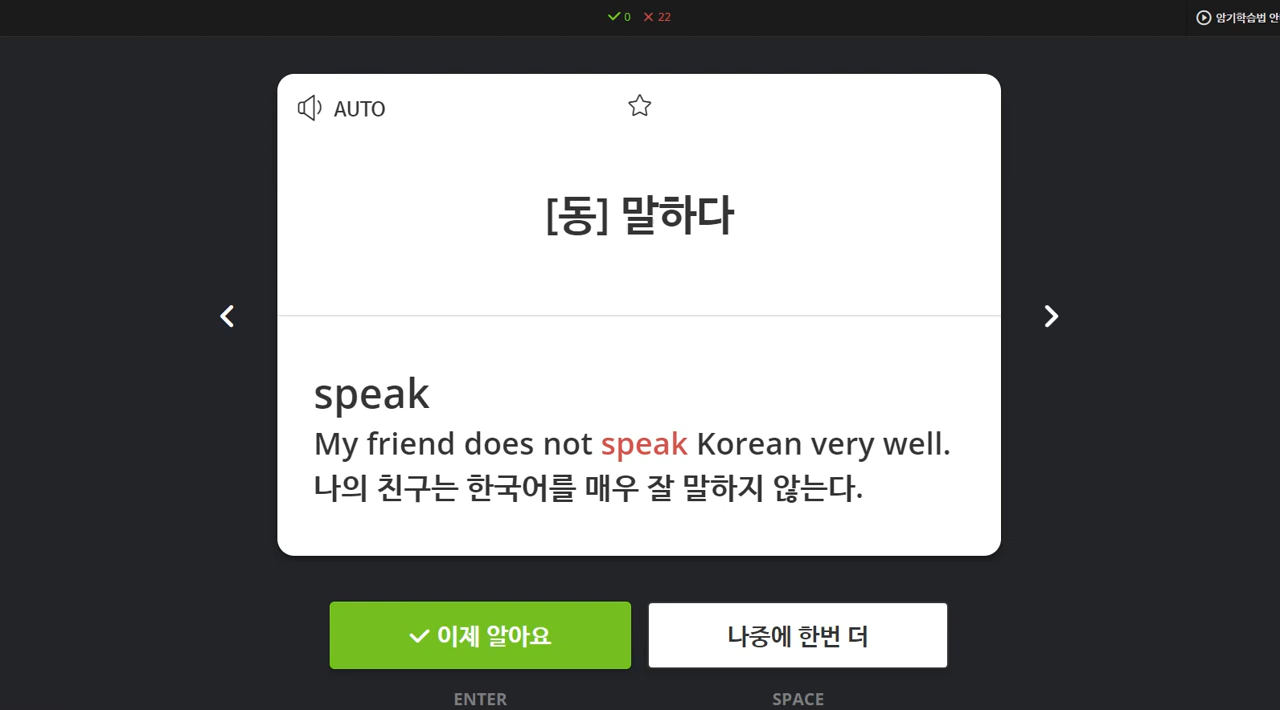 0 22
암기학습법 안
AUTO
[동] 말하다
speak
My friend does not speak Korean very well.
나의 친구는 한국어를 매우 잘 말하지 않는다.
이제 알아요 나중에 한번 더
ENTER SPACE